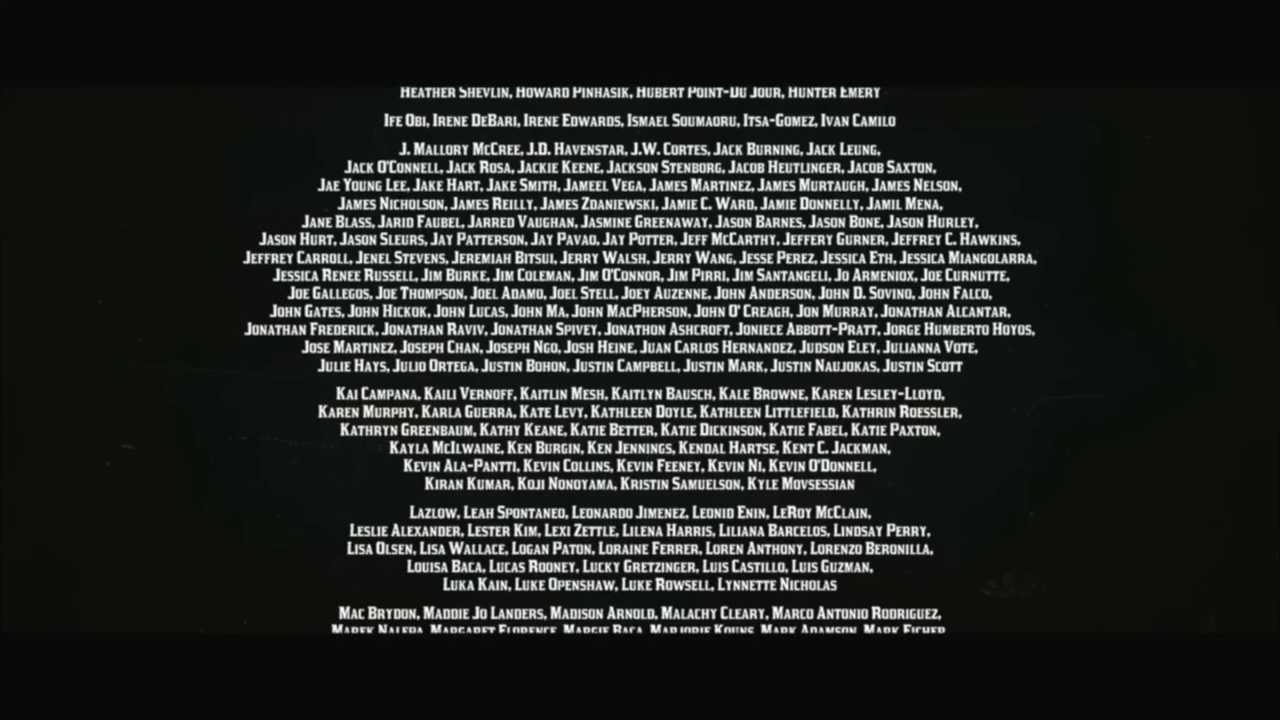 Heather Shevlin, Howard Pinhasik, Hubert Point-Du Jour, Hunter Emery
Ife Obi, Irene DeBari, Irene Edwards, Ismael Soumaoru, Itsa-Gomez, Ivan Camilo
J. Mallory McCree, J.D. Havenstar, J.W. Cortes, Jack Burning, Jack Leung,
Jack O'Connell, Jack Rosa, Jackie Keene, Jackson Stenborg, Jacob Heutlinger, Jacob Saxton,
Jae Young Lee, Jake Hart, Jake Smith, Jameel Vega, James Martinez, James Murtaugh, James Nelson,
James Nicholson, James Reilly, James Zdaniewski, Jamie C. Ward, Jamie Donnelly, Jamil Mena,
Jane Blass, Jarid Faubel, Jarred Vaughan, Jasmine Greenaway, Jason Barnes, Jason Bone, Jason Hurley,
Jason Hurt, Jason Sleurs, Jay Patterson, Jay Pavao, Jay Potter, Jeff McCarthy, Jeffery Gurner, Jeffrey C. Hawkins,
Jeffrey Carroll, Jenel Stevens, Jeremiah Bitsui, Jerry Walsh, Jerry Wang, Jesse Perez, Jessica Eth, Jessica Miangolarra,
Jessica Renee Russell, Jim Burke, Jim Coleman, Jim O'Connor, Jim Pirri, Jim Santangeli, Jo Armeniox, Joe Curnutte,
Joe Gallegos, Joe Thompson, Joel Adamo, Joel Stell, Joey Auzenne, John Anderson, John D. Sovino, John Falco,
John Gates, John Hickok, John Lucas, John Ma, John MacPherson, John O' Creagh, Jon Murray, Jonathan Alcantar,
Jonathan Frederick, Jonathan Raviv, Jonathan Spivey, Jonathon Ashcroft, Joniece Abbott-Pratt, Jorge Humberto Hoyos,
Jose Martinez, Joseph Chan, Joseph Ngo, Josh Heine, Juan Carlos Hernandez, Judson Eley, Julianna Vote,
Julie Hays, Julio Ortega, Justin Bohon, Justin Campbell, Justin Mark, Justin Naujokas, Justin Scott
Kai Campana, Kaili Vernoff, Kaitlin Mesh, Kaitlyn Bausch, Kale Browne, Karen Lesley-Lloyd,
Karen Murphy, Karla Guerra, Kate Levy, Kathleen Doyle, Kathleen Littlefield, Kathrin Roessler,
Kathryn Greenbaum, Kathy Keane, Katie Better, Katie Dickinson, Katie Fabel, Katie Paxton,
Kayla McIlwaine, Ken Burgin, Ken Jennings, Kendal Hartse, Kent C. Jackman,
Kevin Ala-Pantti, Kevin Collins, Kevin Feeney, Kevin Ni, Kevin O'Donnell,
Kiran Kumar, Koji Nonoyama, Kristin Samuelson, Kyle Movsessian
Lazlow, Leah Spontaneo, Leonardo Jimenez, Leonid Enin, LeRoy McClain,
Leslie Alexander, Lester Kim, Lexi Zettle, Lilena Harris, Liliana Barcelos, Lindsay Perry,
Lisa Olsen, Lisa Wallace, Logan Paton, Loraine Ferrer, Loren Anthony, Lorenzo Beronilla,
Louisa Baca, Lucas Rooney, Lucky Gretzinger, Luis Castillo, Luis Guzman,
Luka Kain, Luke Openshaw, Luke Rowsell, Lynnette Nicholas
Mac Brydon, Maddie Jo Landers, Madison Arnold, Malachy Cleary, Marco Antonio Rodriguez,
Marek Nalepa, Margaret Florence, Margie Baca, Marjorie Kouns, Mark Adamson, Mark Eicher